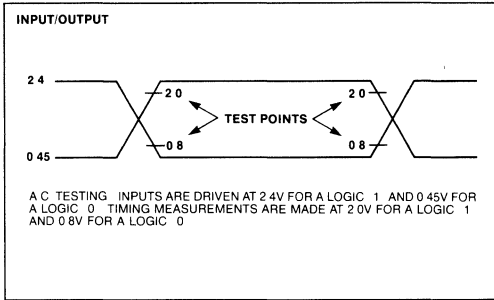 INPUT/OUTPUT
2 4
2 0 2 0
TEST POINTS
0 8 0 8
0 45
A C TESTING INPUTS ARE DRIVEN AT 2 4V FOR A LOGIC 1 AND 0 45V FOR
A LOGIC 0 TIMING MEASUREMENTS ARE MADE AT 2 0V FOR A LOGIC 1
AND 0 8V FOR A LOGIC 0